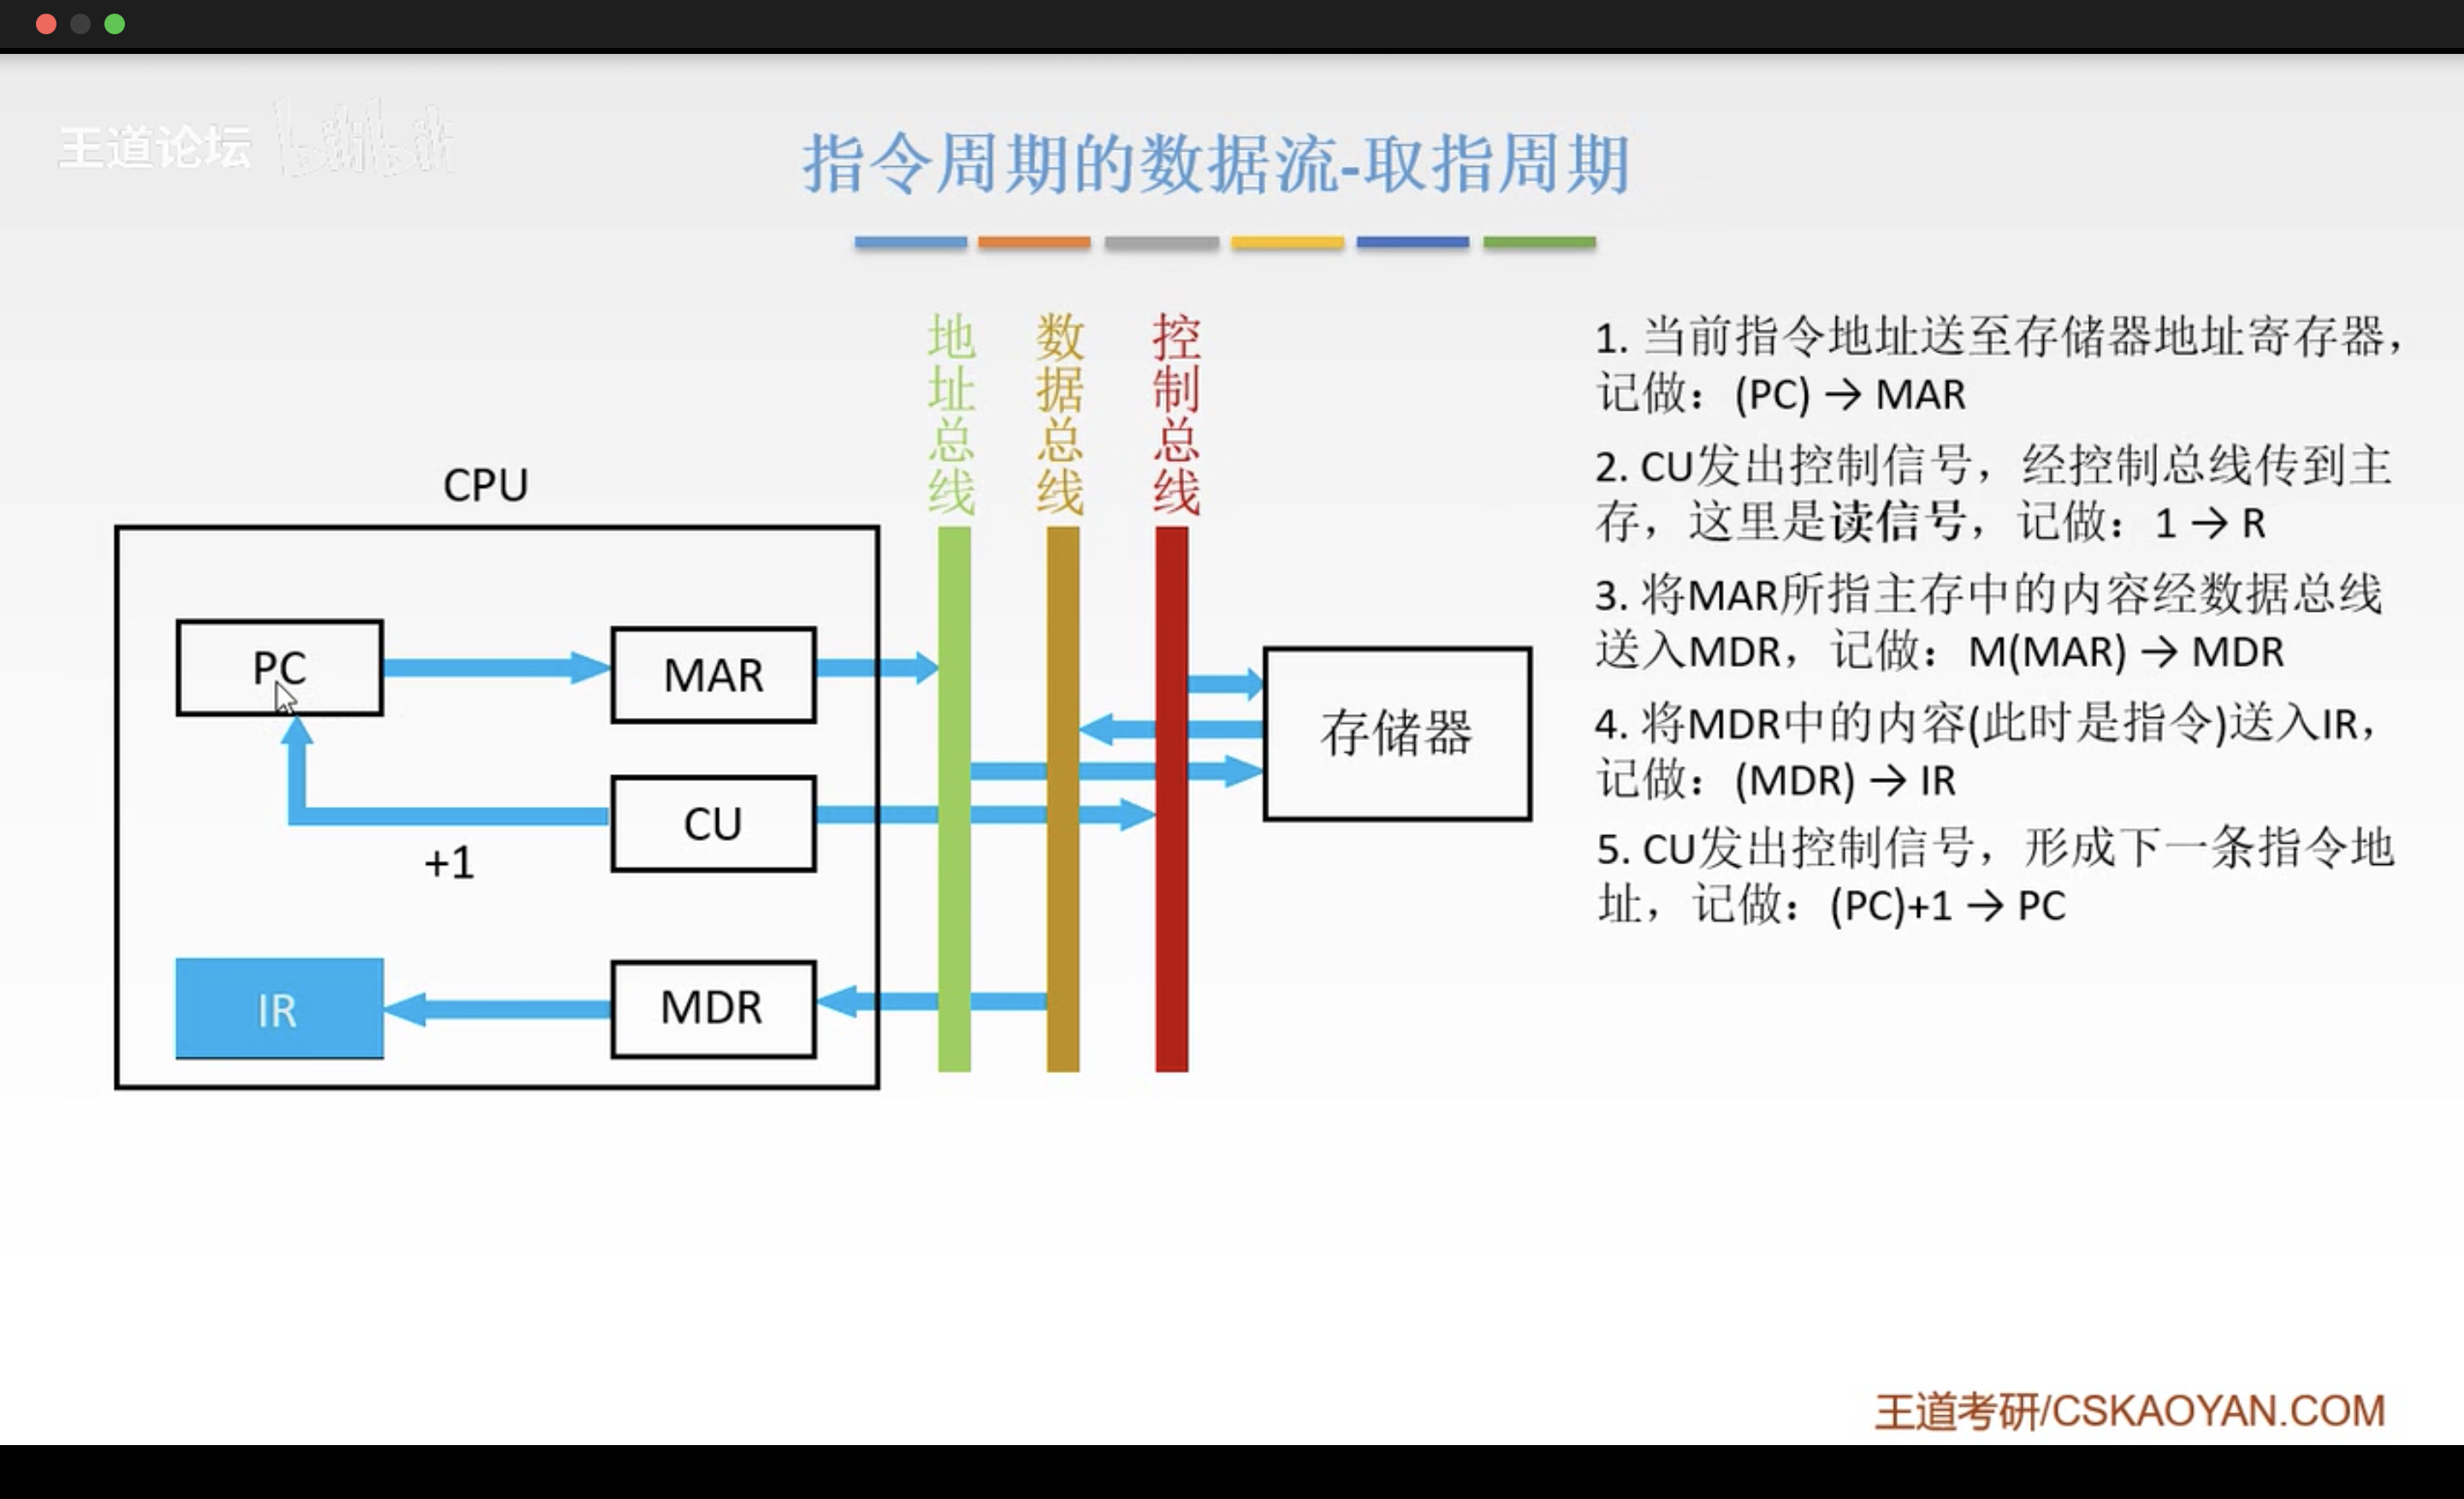 王道论坛 bilibili
指令周期的数据流-取指周期
地址总线
数据总线
控制总线
CPU
PC
MAR
CU
+1
IR
MDR
存储器
1. 当前指令地址送至存储器地址寄存器，
记做：(PC) → MAR
2. CU发出控制信号，经控制总线传到主
存，这里是读信号，记做：1 → R
3. 将MAR所指主存中的内容经数据总线
送入MDR，记做：M(MAR) → MDR
4. 将MDR中的内容(此时是指令)送入IR，
记做：(MDR) → IR
5. CU发出控制信号，形成下一条指令地
址，记做：(PC)+1 → PC
王道考研/CSKAOYAN.COM